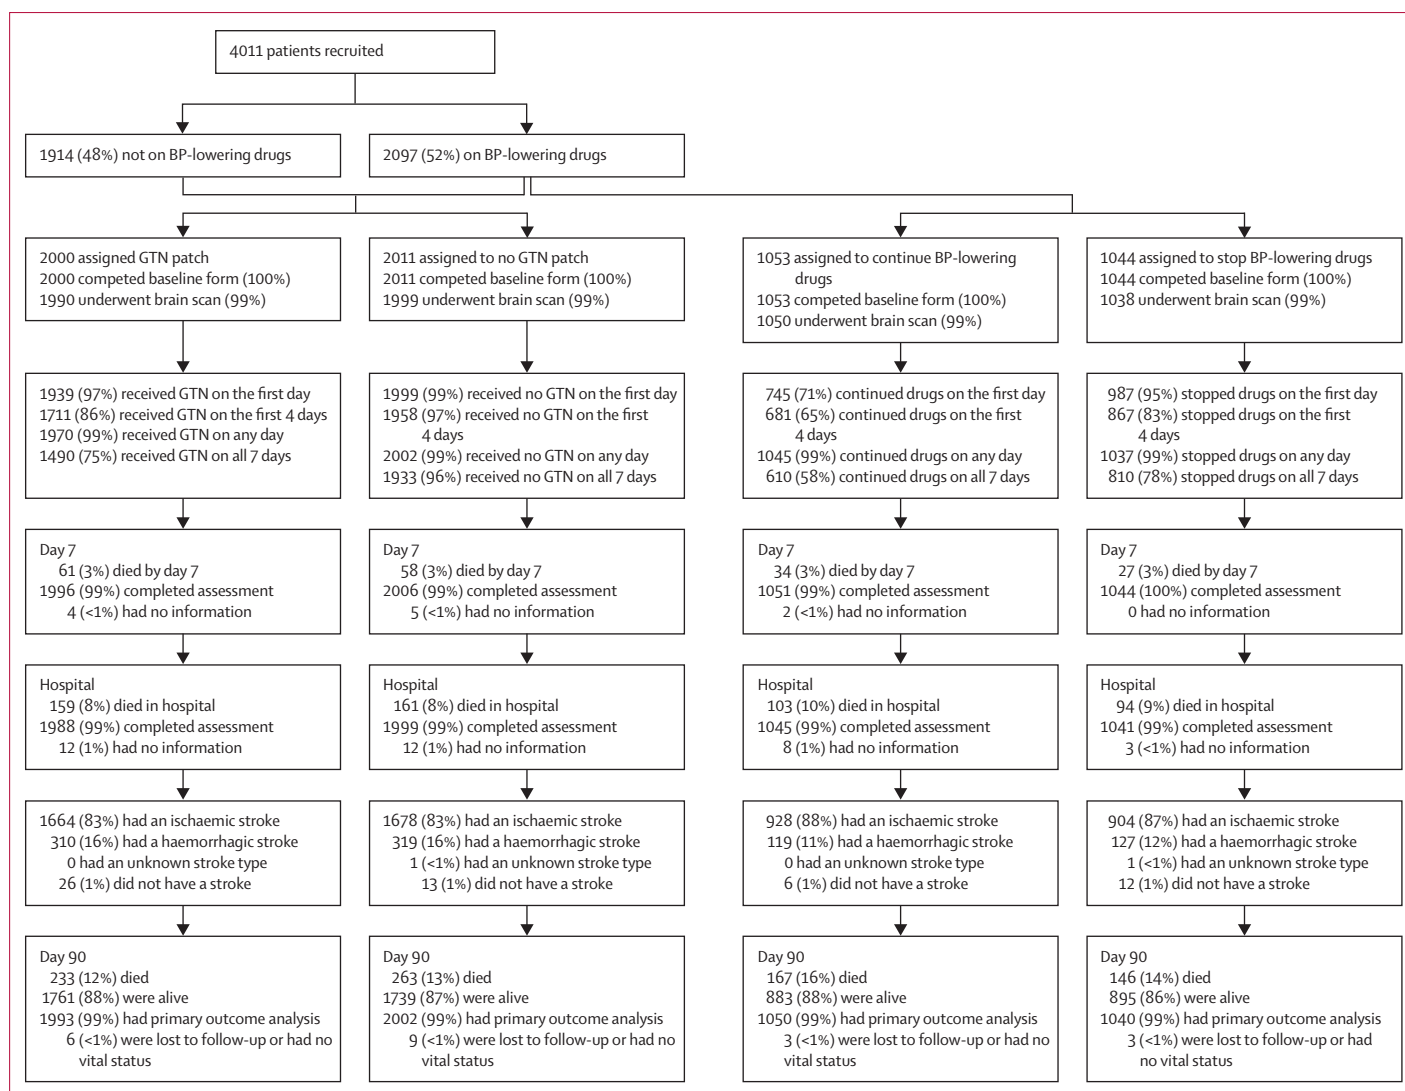 4011 patients recruited
1914 (48%) not on BP-lowering drugs
2097 (52%) on BP-lowering drugs
2000 assigned GTN patch
2000 competed baseline form (100%)
1990 underwent brain scan (99%)
2011 assigned to no GTN patch
2011 competed baseline form (100%)
1999 underwent brain scan (99%)
1053 assigned to continue BP-lowering
drugs
1053 competed baseline form (100%)
1050 underwent brain scan (99%)
1044 assigned to stop BP-lowering drugs
1044 competed baseline form (100%)
1038 underwent brain scan (99%)
1939 (97%) received GTN on the first day
1711 (86%) received GTN on the first 4 days
1970 (99%) received GTN on any day
1490 (75%) received GTN on all 7 days
1999 (99%) received no GTN on the first day
1958 (97%) received no GTN on the first
4 days
2002 (99%) received no GTN on any day
1933 (96%) received no GTN on all 7 days
745 (71%) continued drugs on the first day
681 (65%) continued drugs on the first
4 days
1045 (99%) continued drugs on any day
610 (58%) continued drugs on all 7 days
987 (95%) stopped drugs on the first day
867 (83%) stopped drugs on the first
4 days
1037 (99%) stopped drugs on any day
810 (78%) stopped drugs on all 7 days
Day 7
61 (3%) died by day 7
1996 (99%) completed assessment
4 (<1%) had no information
Day 7
58 (3%) died by day 7
2006 (99%) completed assessment
5 (<1%) had no information
Day 7
34 (3%) died by day 7
1051 (99%) completed assessment
2 (<1%) had no information
Day 7
27 (3%) died by day 7
1044 (100%) completed assessment
0 had no information
Hospital
159 (8%) died in hospital
1988 (99%) completed assessment
12 (1%) had no information
Hospital
161 (8%) died in hospital
1999 (99%) completed assessment
12 (1%) had no information
Hospital
103 (10%) died in hospital
1045 (99%) completed assessment
8 (1%) had no information
Hospital
94 (9%) died in hospital
1041 (99%) completed assessment
3 (<1%) had no information
1664 (83%) had an ischaemic stroke
310 (16%) had a haemorrhagic stroke
0 had an unknown stroke type
26 (1%) did not have a stroke
1678 (83%) had an ischaemic stroke
319 (16%) had a haemorrhagic stroke
1 (<1%) had an unknown stroke type
13 (1%) did not have a stroke
928 (88%) had an ischaemic stroke
119 (11%) had a haemorrhagic stroke
0 had an unknown stroke type
6 (1%) did not have a stroke
904 (87%) had an ischaemic stroke
127 (12%) had a haemorrhagic stroke
1 (<1%) had an unknown stroke type
12 (1%) did not have a stroke
Day 90
233 (12%) died
1761 (88%) were alive
1993 (99%) had primary outcome analysis
6 (<1%) were lost to follow-up or had no
vital status
Day 90
263 (13%) died
1739 (87%) were alive
2002 (99%) had primary outcome analysis
9 (<1%) were lost to follow-up or had no
vital status
Day 90
167 (16%) died
883 (88%) were alive
1050 (99%) had primary outcome analysis
3 (<1%) were lost to follow-up or had no
vital status
Day 90
146 (14%) died
895 (86%) were alive
1040 (99%) had primary outcome analysis
3 (<1%) were lost to follow-up or had
no vital status